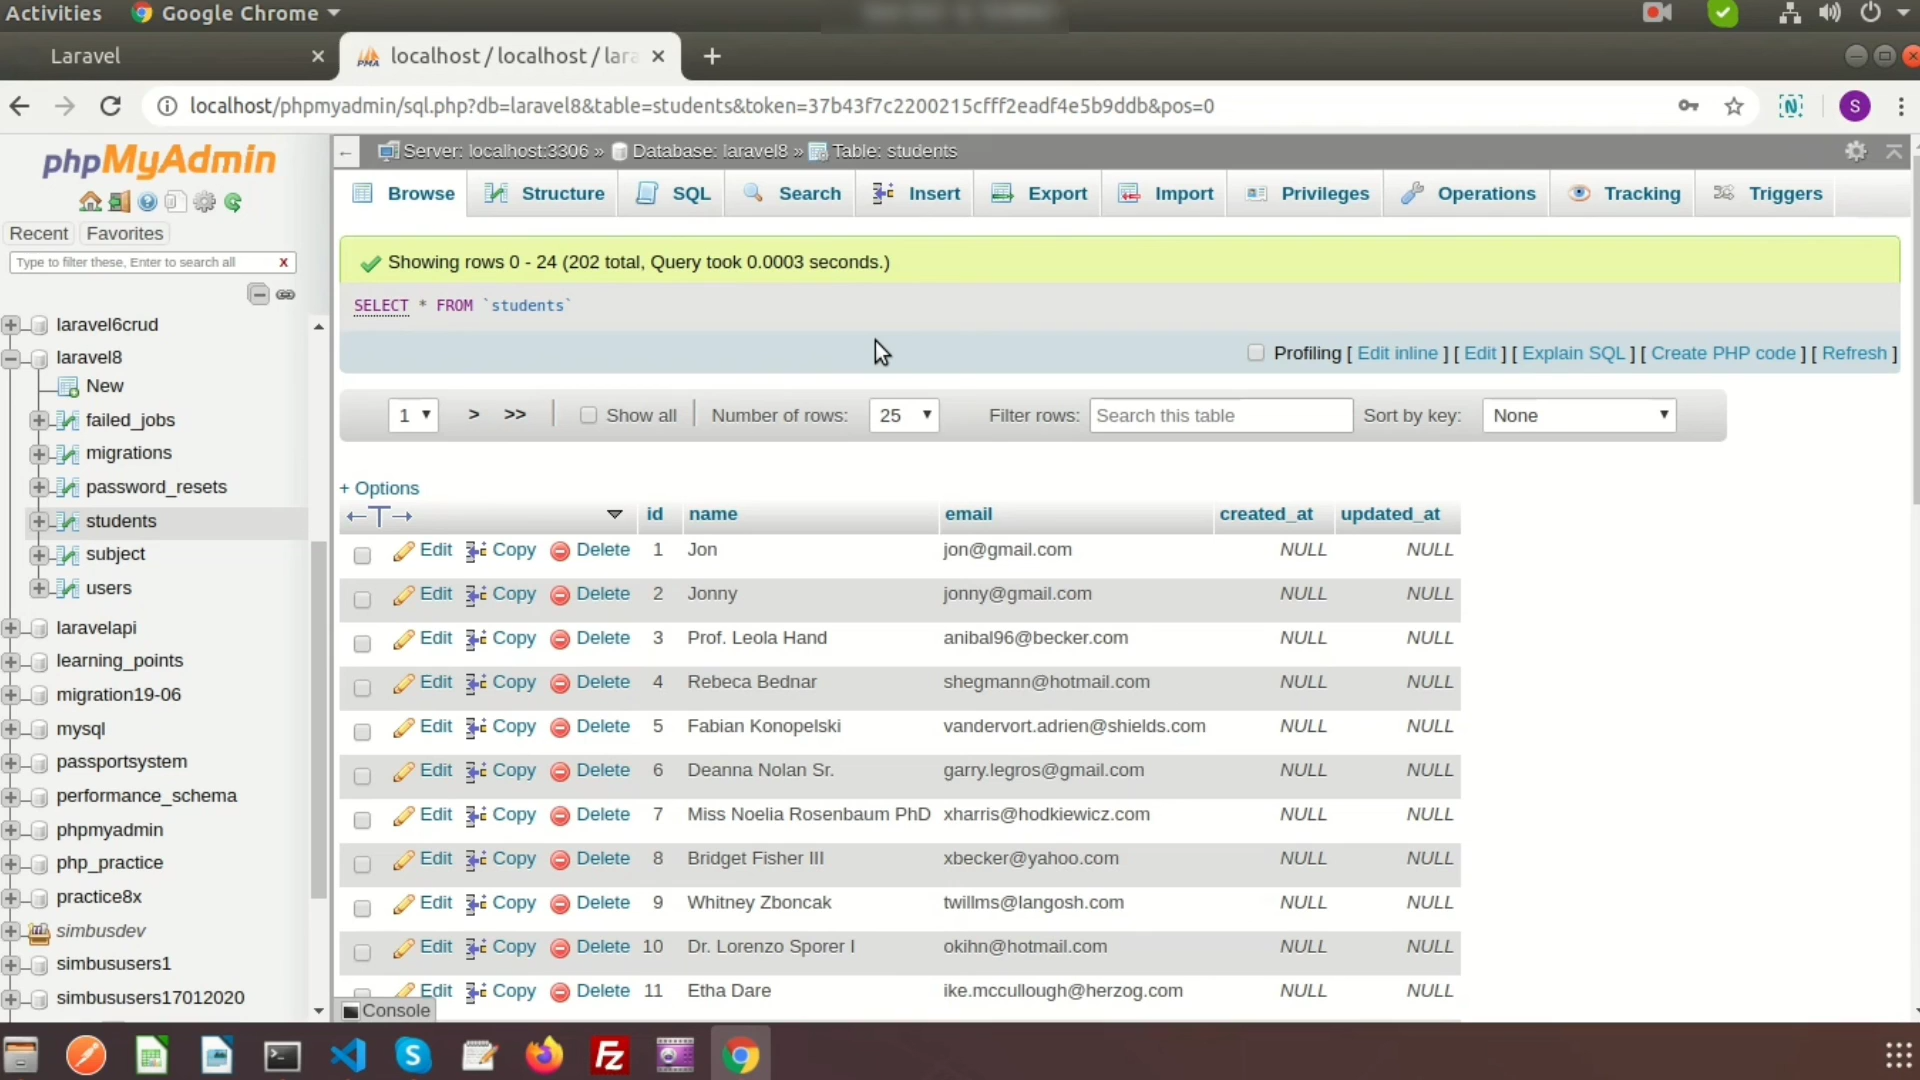 Activities Google Chrome
Laravel
localhost / localhost / lara
localhost/phpmyadmin/sql.php?db=laravel8&table=students&token=37b43f7c2200215cfff2eadf4e5b9ddb&pos=0
S
phpMyAdmin
Recent Favorites
Type to filter these, Enter to search all X
laravel6crud
laravel8
New
failed_jobs
migrations
password_resets
students
subject
users
laravelapi
learning_points
migration19-06
mysql
passportsystem
performance_schema
phpmyadmin
php_practice
practice8x
simbusdev
simbususers1
simbususers17012020
Server: localhost:3306 » Database: laravel8 » Table: students
Browse Structure SQL Search Insert Export Import Privileges Operations Tracking Triggers
Showing rows 0 - 24 (202 total, Query took 0.0003 seconds.)
SELECT * FROM `students`
Profiling [ Edit inline ] [ Edit ] [ Explain SQL ] [ Create PHP code ] [ Refresh ]
1 > >> Show all Number of rows: 25 Filter rows: Search this table Sort by key: None
+ Options
←T→ id name email created_at updated_at
Edit Copy Delete 1 Jon jon@gmail.com NULL NULL
Edit Copy Delete 2 Jonny jonny@gmail.com NULL NULL
Edit Copy Delete 3 Prof. Leola Hand anibal96@becker.com NULL NULL
Edit Copy Delete 4 Rebeca Bednar shegmann@hotmail.com NULL NULL
Edit Copy Delete 5 Fabian Konopelski vandervort.adrien@shields.com NULL NULL
Edit Copy Delete 6 Deanna Nolan Sr. garry.legros@gmail.com NULL NULL
Edit Copy Delete 7 Miss Noelia Rosenbaum PhD xharris@hodkiewicz.com NULL NULL
Edit Copy Delete 8 Bridget Fisher III xbecker@yahoo.com NULL NULL
Edit Copy Delete 9 Whitney Zboncak twillms@langosh.com NULL NULL
Edit Copy Delete 10 Dr. Lorenzo Sporer I okihn@hotmail.com NULL NULL
Edit Copy Delete 11 Etha Dare ike.mccullough@herzog.com NULL NULL
Console